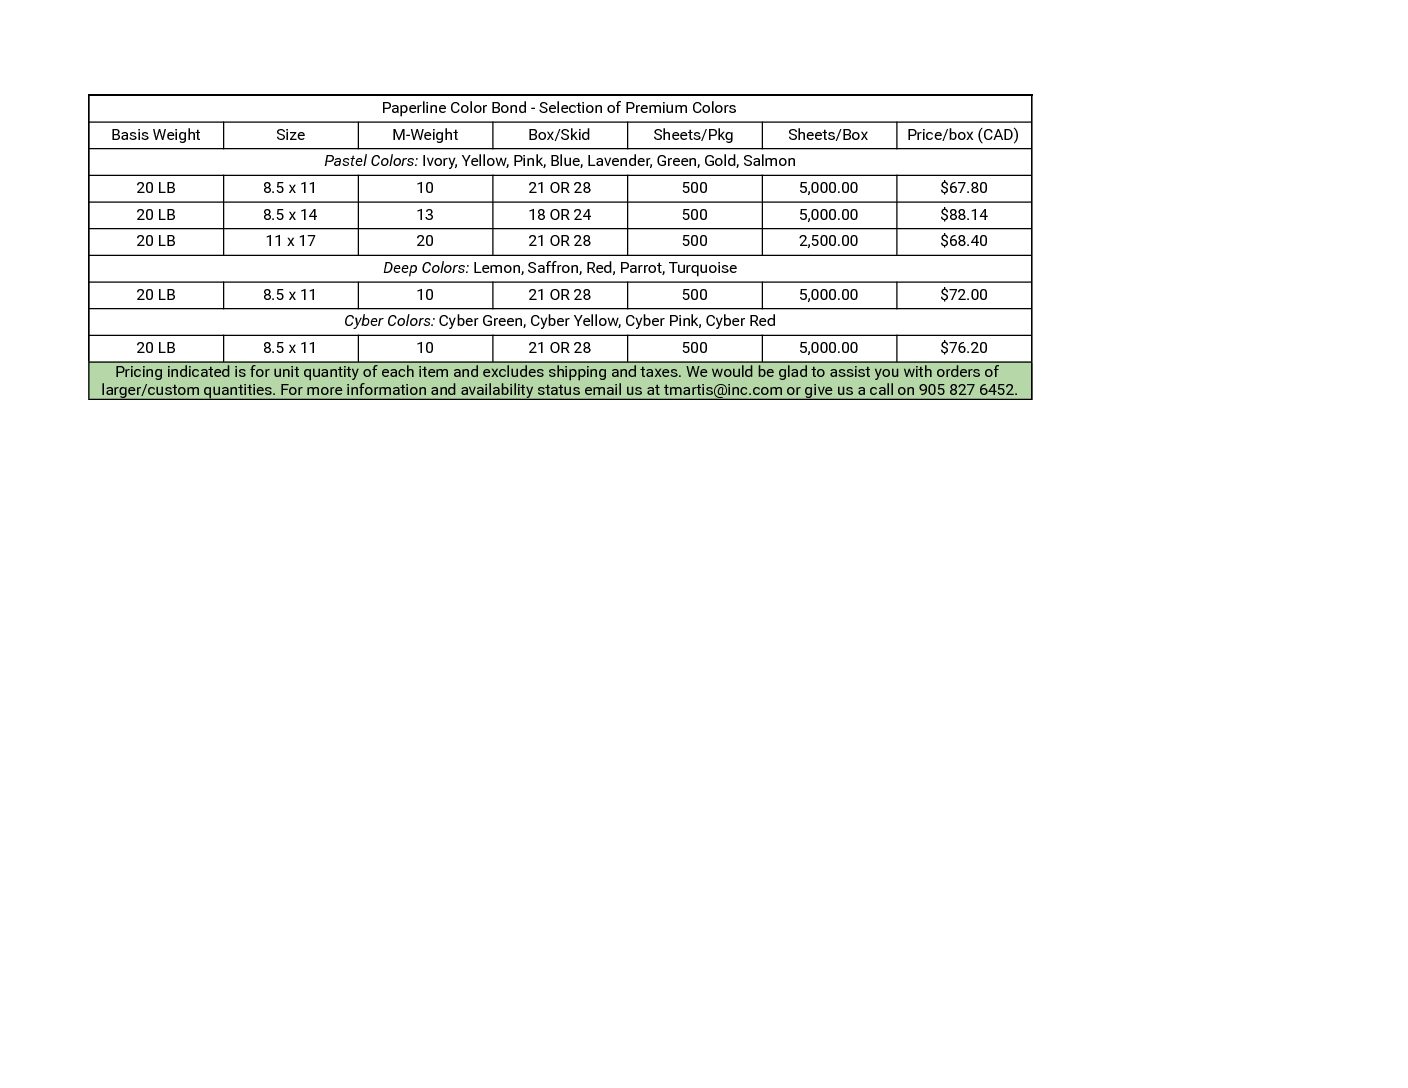 Paperline Color Bond - Selection of Premium Colors
Basis Weight Size M-Weight Box/Skid Sheets/Pkg Sheets/Box Price/box (CAD)
Pastel Colors: Ivory, Yellow, Pink, Blue, Lavender, Green, Gold, Salmon
20 LB 8.5 x 11 10 21 OR 28 500 5,000.00 $67.80
20 LB 8.5 x 14 13 18 OR 24 500 5,000.00 $88.14
20 LB 11 x 17 20 21 OR 28 500 2,500.00 $68.40
Deep Colors: Lemon, Saffron, Red, Parrot, Turquoise
20 LB 8.5 x 11 10 21 OR 28 500 5,000.00 $72.00
Cyber Colors: Cyber Green, Cyber Yellow, Cyber Pink, Cyber Red
20 LB 8.5 x 11 10 21 OR 28 500 5,000.00 $76.20
Pricing indicated is for unit quantity of each item and excludes shipping and taxes. We would be glad to assist you with orders of
larger/custom quantities. For more information and availability status email us at tmartis@inc.com or give us a call on 905 827 6452.